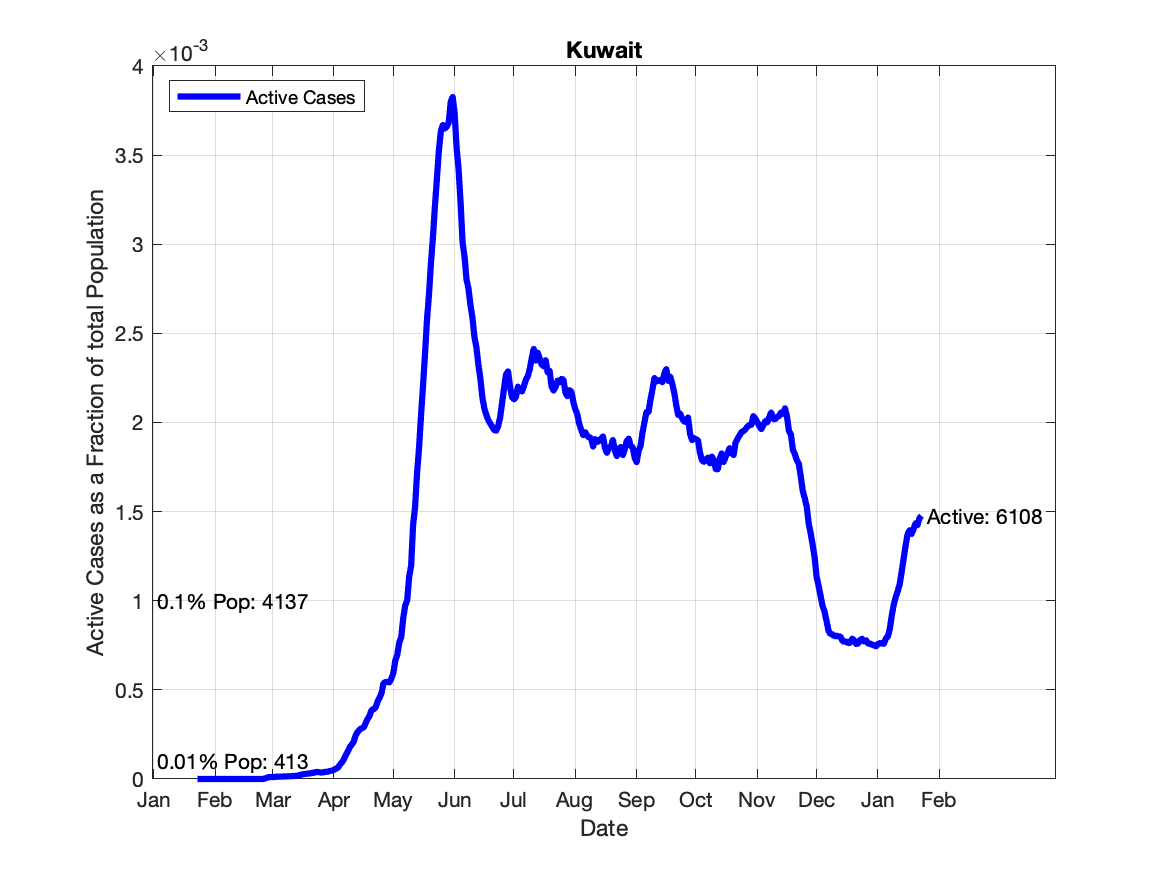 Kuwait
×10-3
Active Cases
4
3.5
3
2.5
2
1.5
1
0.5
0
Active Cases as a Fraction of total Population
Active: 6108
0.1% Pop: 4137
0.01% Pop: 413
Jan Feb Mar Apr May Jun Jul Aug Sep Oct Nov Dec Jan Feb
Date